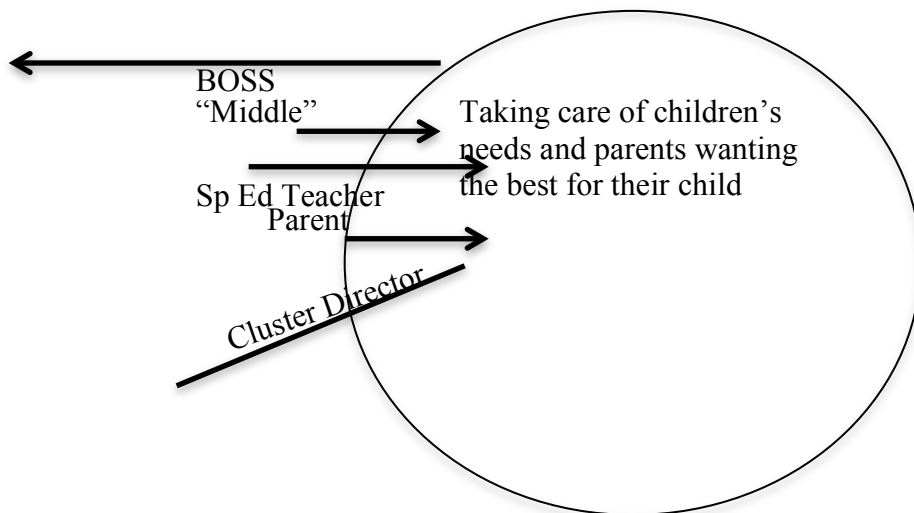 BOSS
“Middle”
Taking care of children’s
needs and parents wanting
the best for their child
Sp Ed Teacher
Parent
Cluster Director